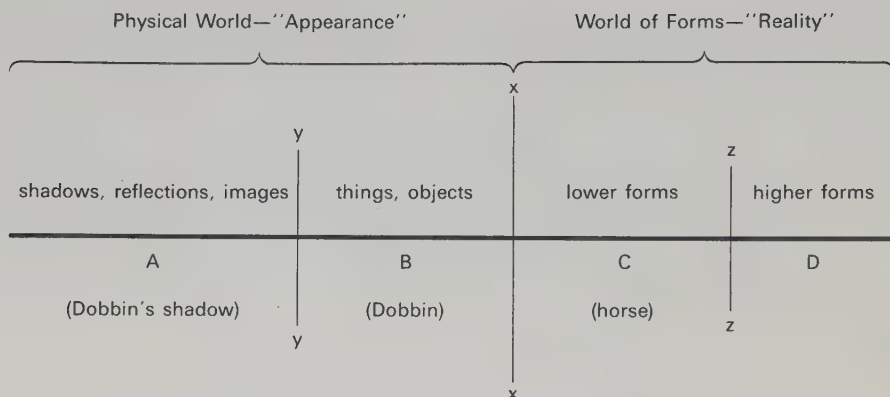 Physical World—"Appearance" World of Forms—"Reality"
x
y
z
shadows, reflections, images things, objects lower forms higher forms
A B C D
(Dobbin's shadow) (Dobbin) (horse)
z
y
x